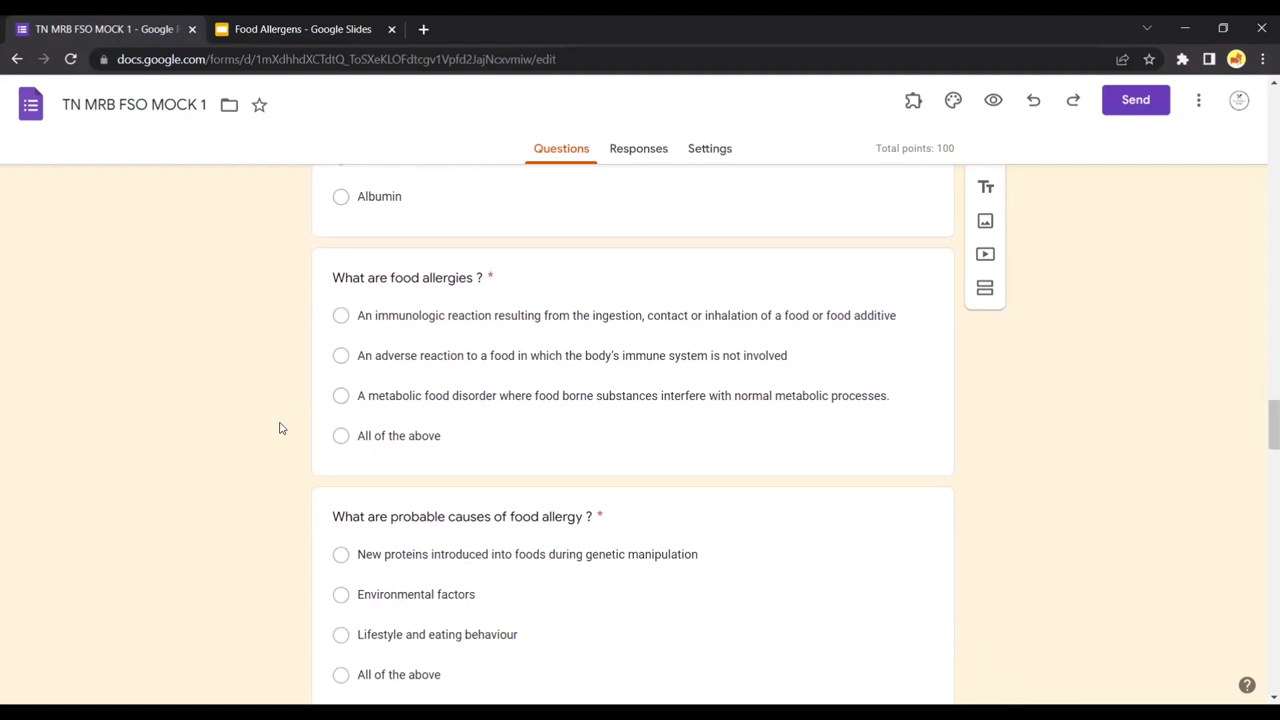 TN MRB FSO MOCK 1 - Google F
Food Allergens - Google Slides
docs.google.com/forms/d/1mXdhhdXCTdtQ_ToSXeKLOFdtcgv1Vpfd2JajNcxvmiw/edit
TN MRB FSO MOCK 1
Send
Questions
Responses
Settings
Total points: 100
Albumin
What are food allergies ? *
An immunologic reaction resulting from the ingestion, contact or inhalation of a food or food additive
An adverse reaction to a food in which the body's immune system is not involved
A metabolic food disorder where food borne substances interfere with normal metabolic processes.
All of the above
What are probable causes of food allergy ? *
New proteins introduced into foods during genetic manipulation
Environmental factors
Lifestyle and eating behaviour
All of the above